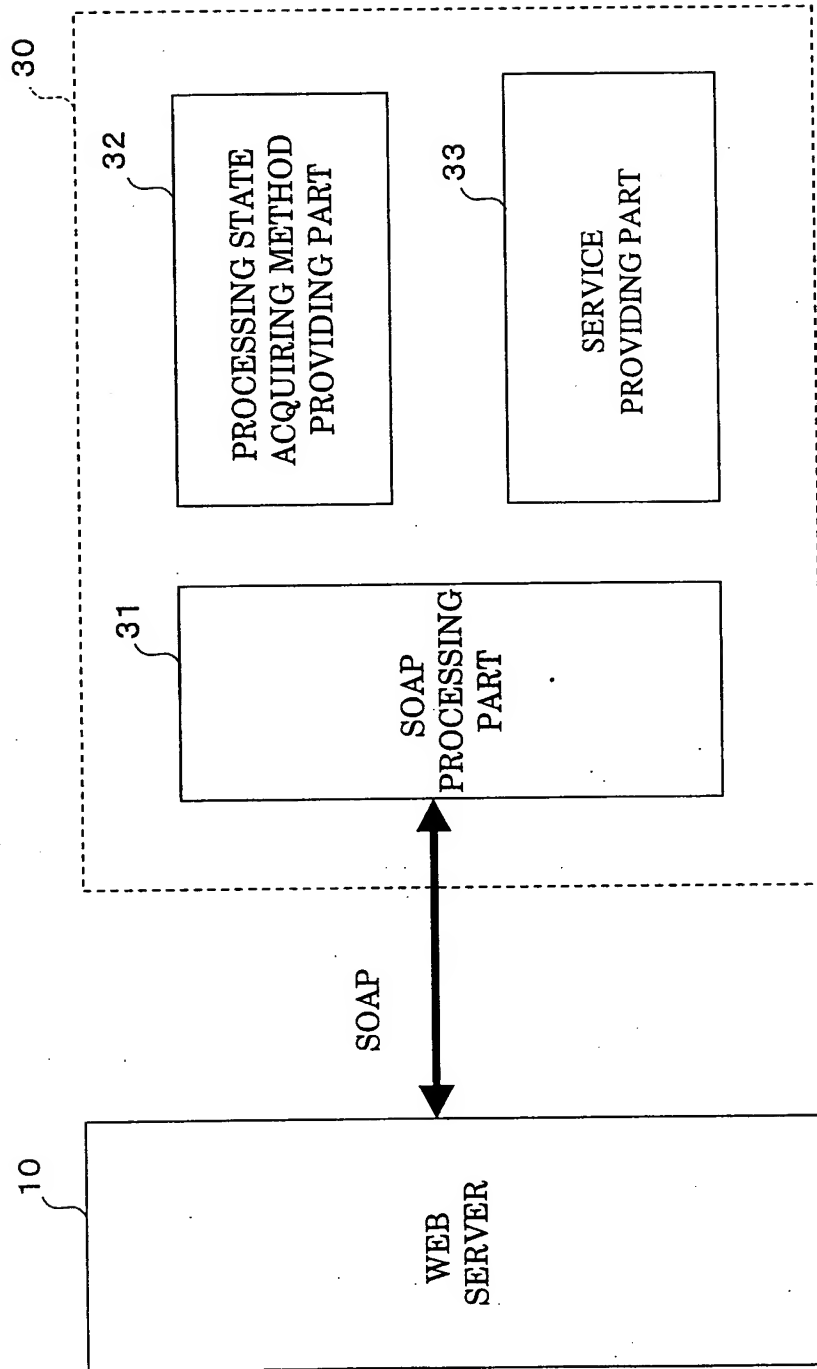 30
32
PROCESSING STATE
ACQUIRING METHOD
PROVIDING PART
33
SERVICE
PROVIDING PART
31
SOAP
PROCESSING
PART
SOAP
10
WEB
SERVER